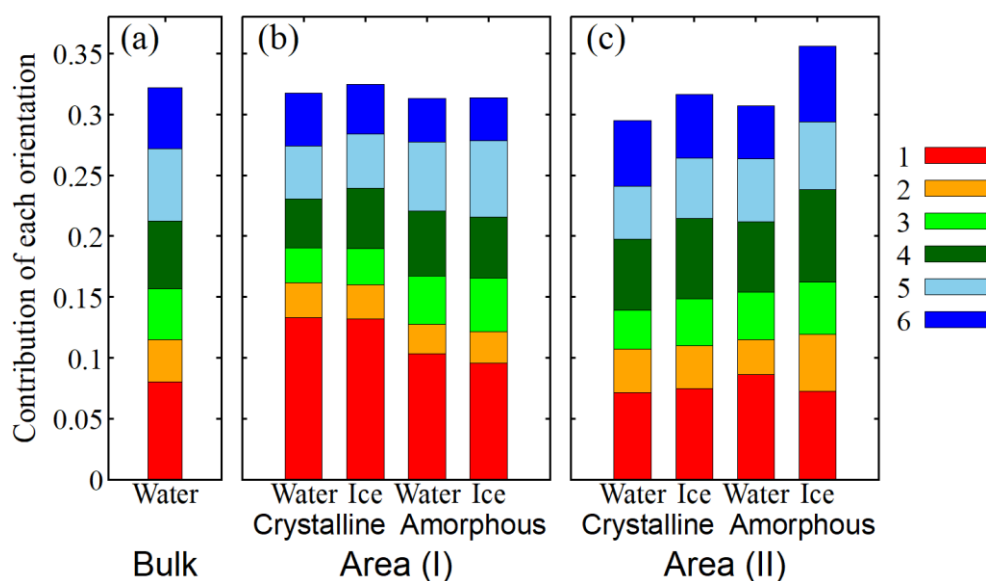 Contribution of each orientation
0.35
0.3
0.25
0.2
0.15
0.1
0.05
0
(a)
(b)
(c)
1
2
3
4
5
6
Water
Water Ice Water Ice
Water Ice Water Ice
Crystalline Amorphous
Crystalline Amorphous
Bulk
Area (I)
Area (II)